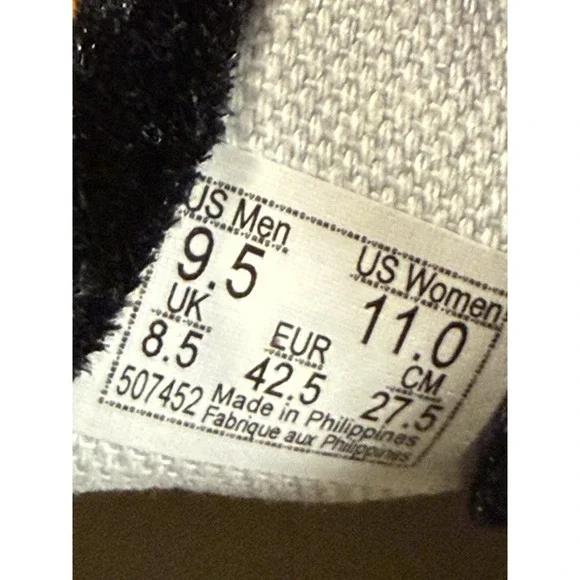 US Men
US Women
9.5
11.0
UK
EUR
CM
8.5
42.5
27.5
507452 Made in Philippines
Fabrique aux Philippines